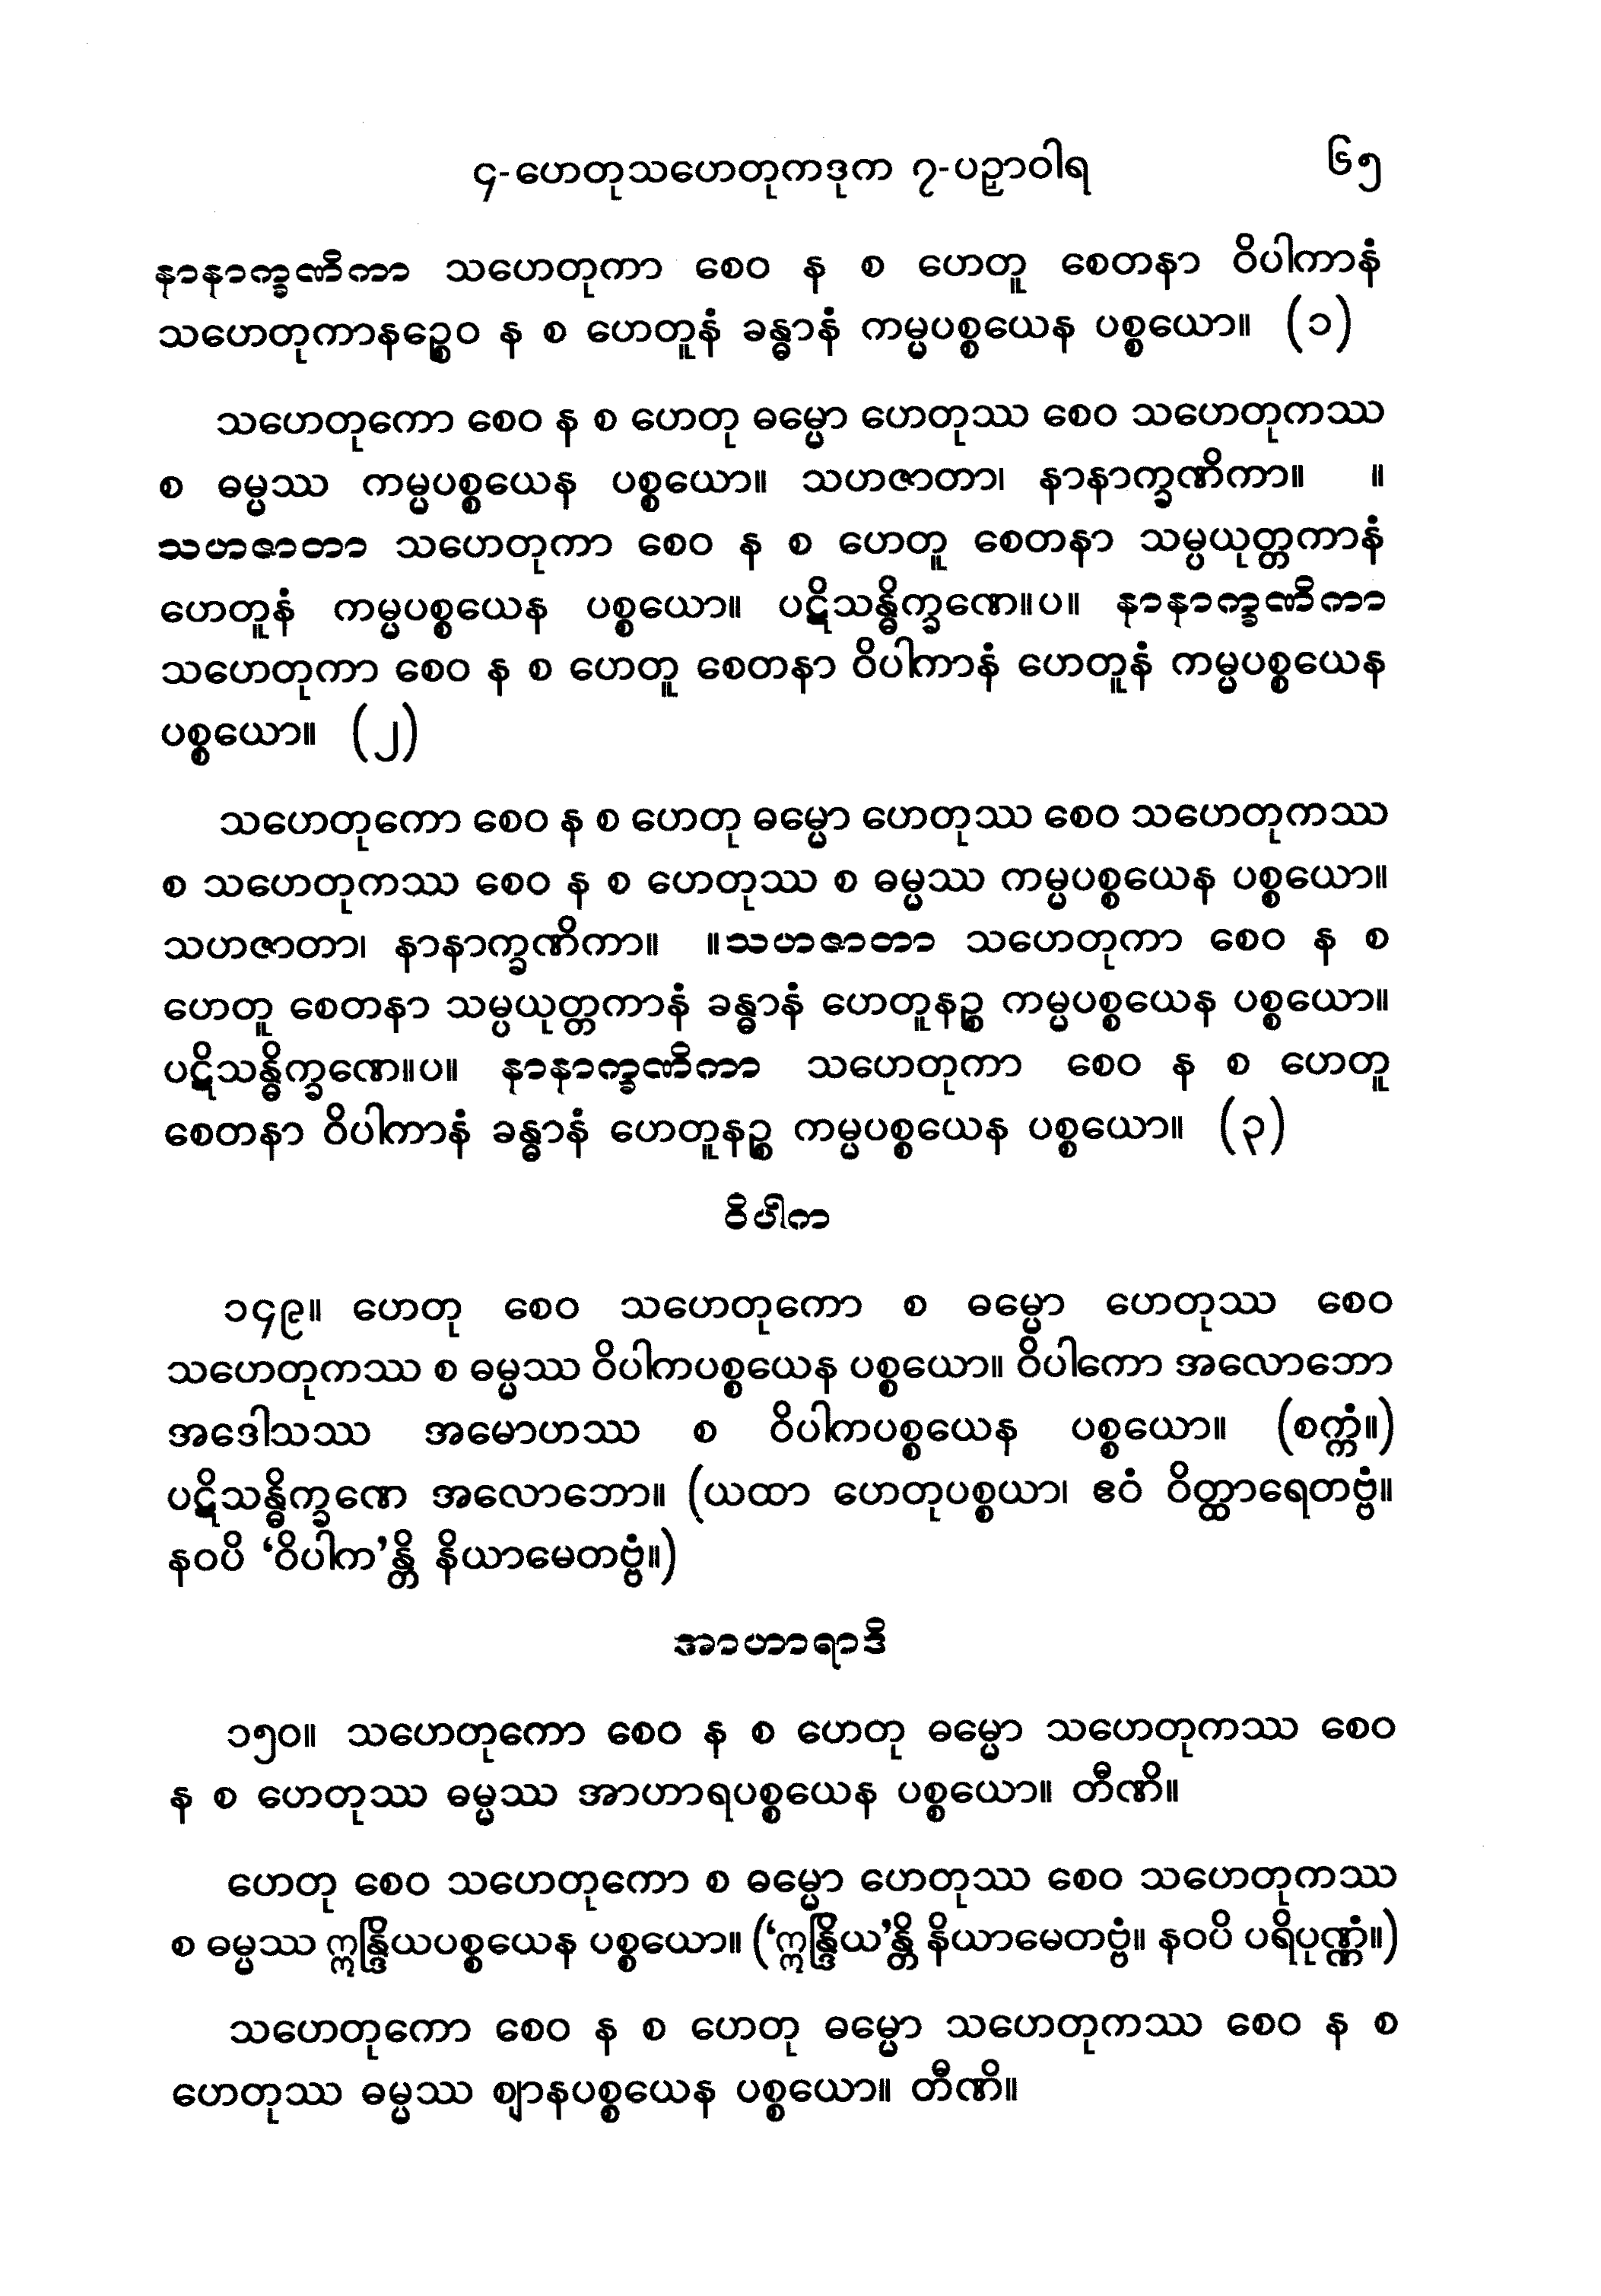 ၄-ဟေတုသဟေတုကဒုက ၇-ပဉှာဝါရ ၆၅
နာနာက္ခဏိကာ သဟေတုကာ စေဝ န စ ဟေတူ စေတနာ ဝိပါကာနံ
သဟေတုကာနဉ္စေဝ န စ ဟေတူနံ ခန္ဓာနံ ကမ္မပစ္စယေန ပစ္စယော။ (၁)
သဟေတုကော စေဝ န စ ဟေတု ဓမ္မော ဟေတုဿ စေဝ သဟေတုကဿ
စ ဓမ္မဿ ကမ္မပစ္စယေန ပစ္စယော။ သဟဇာတာ၊ နာနာက္ခဏိကာ။ ။
သဟဇာတာ သဟေတုကာ စေဝ န စ ဟေတူ စေတနာ သမ္ပယုတ္တကာနံ
ဟေတူနံ ကမ္မပစ္စယေန ပစ္စယော။ ပဋိသန္ဓိက္ခဏေ။ပ။ နာနာက္ခဏိကာ
သဟေတုကာ စေဝ န စ ဟေတူ စေတနာ ဝိပါကာနံ ဟေတူနံ ကမ္မပစ္စယေန
ပစ္စယော။ (၂)
သဟေတုကော စေဝ န စ ဟေတု ဓမ္မော ဟေတုဿ စေဝ သဟေတုကဿ
စ သဟေတုကဿ စေဝ န စ ဟေတုဿ စ ဓမ္မဿ ကမ္မပစ္စယေန ပစ္စယော။
သဟဇာတာ၊ နာနာက္ခဏိကာ။ ။သဟဇာတာ သဟေတုကာ စေဝ န စ
ဟေတူ စေတနာ သမ္ပယုတ္တကာနံ ခန္ဓာနံ ဟေတူနဉ္စ ကမ္မပစ္စယေန ပစ္စယော။
ပဋိသန္ဓိက္ခဏေ။ပ။ နာနာက္ခဏိကာ သဟေတုကာ စေဝ န စ ဟေတူ
စေတနာ ဝိပါကာနံ ခန္ဓာနံ ဟေတူနဉ္စ ကမ္မပစ္စယေန ပစ္စယော။ (၃)
ဝိပါက
၁၄၉။ ဟေတု စေဝ သဟေတုကော စ ဓမ္မော ဟေတုဿ စေဝ
သဟေတုကဿ စ ဓမ္မဿ ဝိပါကပစ္စယေန ပစ္စယော။ ဝိပါကော အလောဘော
အဒေါသဿ အမောဟဿ စ ဝိပါကပစ္စယေန ပစ္စယော။ (စက္ကံ။)
ပဋိသန္ဓိက္ခဏေ အလောဘော။ (ယထာ ဟေတုပစ္စယာ၊ ဧဝံ ဝိတ္ထာရေတဗ္ဗံ။
နဝပိ ‘ဝိပါက’န္တိ နိယာမေတဗ္ဗံ။)
အာဟာရာဒိ
၁၅၀။ သဟေတုကော စေဝ န စ ဟေတု ဓမ္မော သဟေတုကဿ စေဝ
န စ ဟေတုဿ ဓမ္မဿ အာဟာရပစ္စယေန ပစ္စယော။ တီဏိ။
ဟေတု စေဝ သဟေတုကော စ ဓမ္မော ဟေတုဿ စေဝ သဟေတုကဿ
စ ဓမ္မဿ ဣန္ဒြိယပစ္စယေန ပစ္စယော။ (‘ဣန္ဒြိယ’န္တိ နိယာမေတဗ္ဗံ။ နဝပိ ပရိပုဏ္ဏံ။)
သဟေတုကော စေဝ န စ ဟေတု ဓမ္မော သဟေတုကဿ စေဝ န စ
ဟေတုဿ ဓမ္မဿ ဈာနပစ္စယေန ပစ္စယော။ တီဏိ။